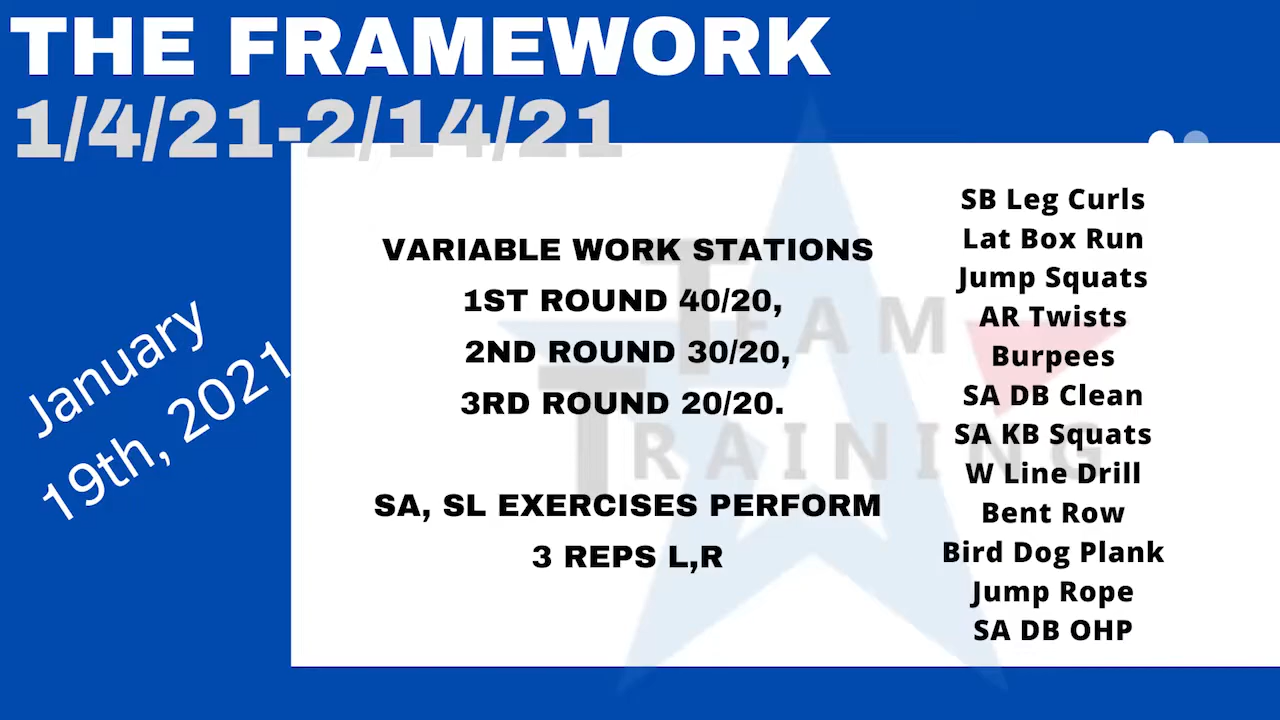 THE FRAMEWORK
1/4/21-2/14/21
January
19th, 2021
VARIABLE WORK STATIONS
1ST ROUND 40/20,
2ND ROUND 30/20,
3RD ROUND 20/20.
SA, SL EXERCISES PERFORM
3 REPS L,R
SB Leg Curls
Lat Box Run
Jump Squats
AR Twists
Burpees
SA DB Clean
SA KB Squats
W Line Drill
Bent Row
Bird Dog Plank
Jump Rope
SA DB OHP
TEAM
TRAINING